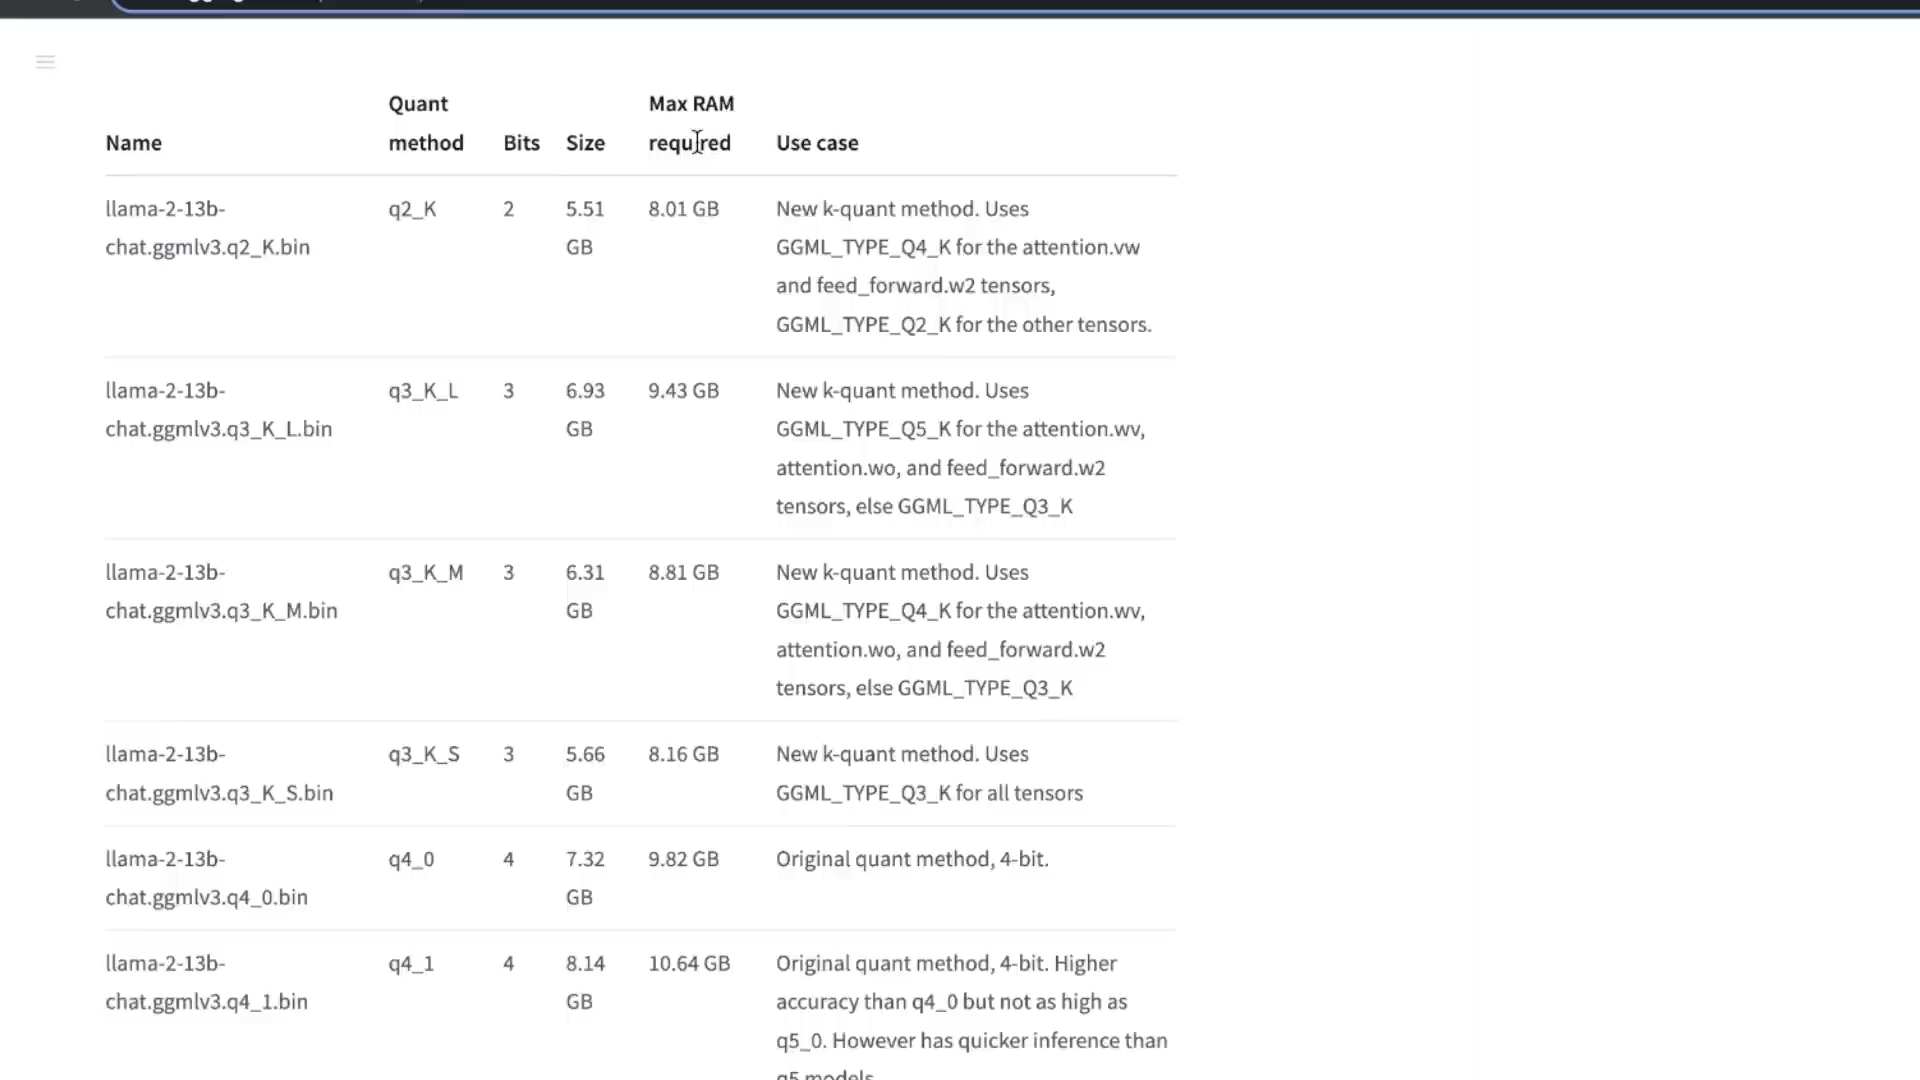 Quant Max RAM
Name method Bits Size required Use case
llama-2-13b- q2_K 2 5.51 8.01 GB New k-quant method. Uses
chat.ggmlv3.q2_K.bin GB GGML_TYPE_Q4_K for the attention.vw
and feed_forward.w2 tensors,
GGML_TYPE_Q2_K for the other tensors.
llama-2-13b- q3_K_L 3 6.93 9.43 GB New k-quant method. Uses
chat.ggmlv3.q3_K_L.bin GB GGML_TYPE_Q5_K for the attention.wv,
attention.wo, and feed_forward.w2
tensors, else GGML_TYPE_Q3_K
llama-2-13b- q3_K_M 3 6.31 8.81 GB New k-quant method. Uses
chat.ggmlv3.q3_K_M.bin GB GGML_TYPE_Q4_K for the attention.wv,
attention.wo, and feed_forward.w2
tensors, else GGML_TYPE_Q3_K
llama-2-13b- q3_K_S 3 5.66 8.16 GB New k-quant method. Uses
chat.ggmlv3.q3_K_S.bin GB GGML_TYPE_Q3_K for all tensors
llama-2-13b- q4_0 4 7.32 9.82 GB Original quant method, 4-bit.
chat.ggmlv3.q4_0.bin GB
llama-2-13b- q4_1 4 8.14 10.64 GB Original quant method, 4-bit. Higher
chat.ggmlv3.q4_1.bin GB accuracy than q4_0 but not as high as
q5_0. However has quicker inference than
q5 models